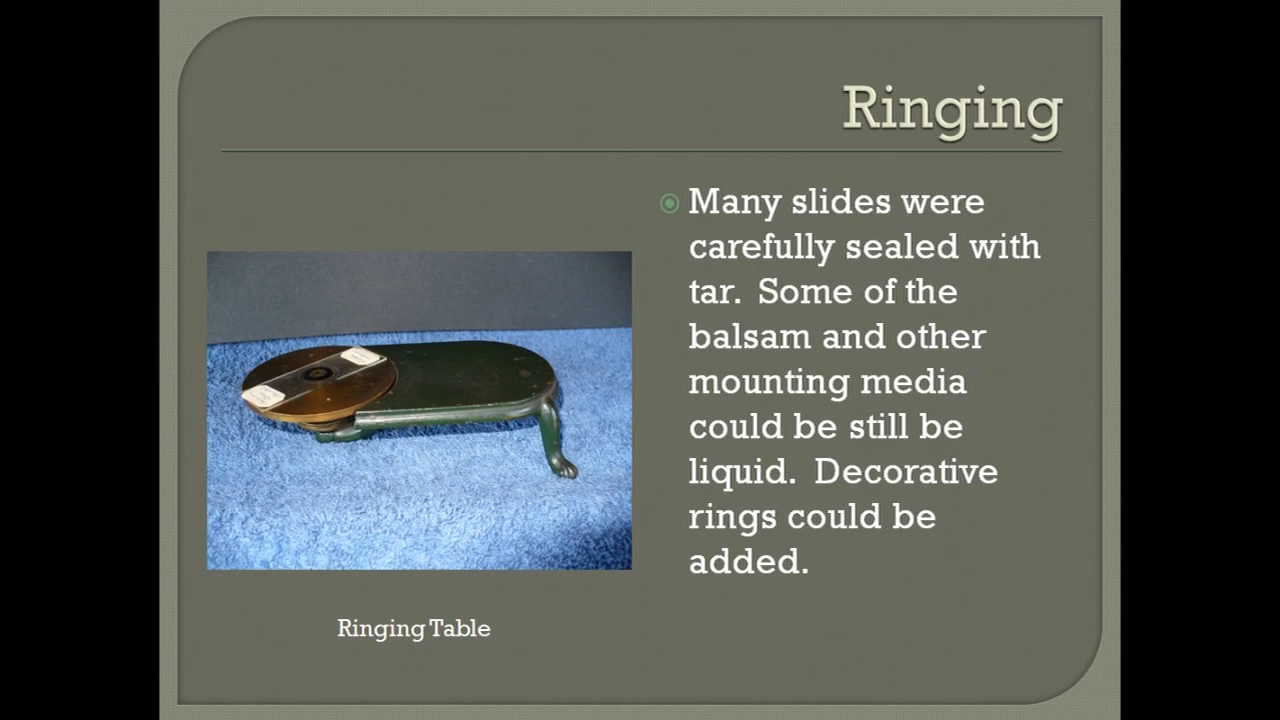 Ringing
Many slides were
carefully sealed with
tar.  Some of the
balsam and other
mounting media
could be still be
liquid.  Decorative
rings could be
added.
Ringing Table